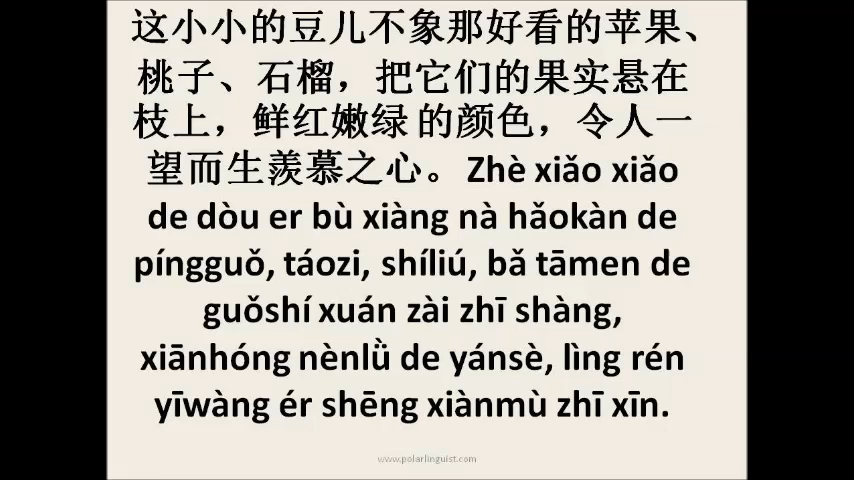 这小小的豆儿不象那好看的苹果、
桃子、石榴，把它们的果实悬在
枝上，鲜红嫩绿 的颜色，令人一
望而生羡慕之心。Zhè xiǎo xiǎo
de dòu er bù xiàng nà hǎokàn de
píngguǒ, táozi, shíliú, bǎ tāmen de
guǒshí xuán zài zhī shàng,
xiānhóng nènlǜ de yánsè, lìng rén
yīwàng ér shēng xiànmù zhī xīn.
www.polarlinguist.com